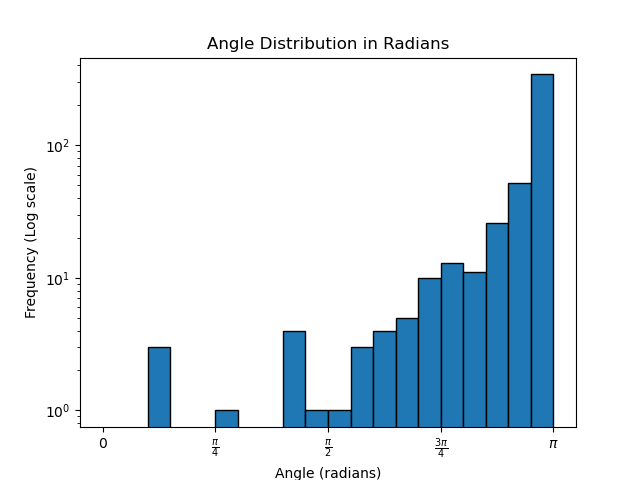 Angle Distribution in Radians
Frequency (Log scale)
10²
10¹
10⁰
0 π/4 π/2 3π/4 π
Angle (radians)